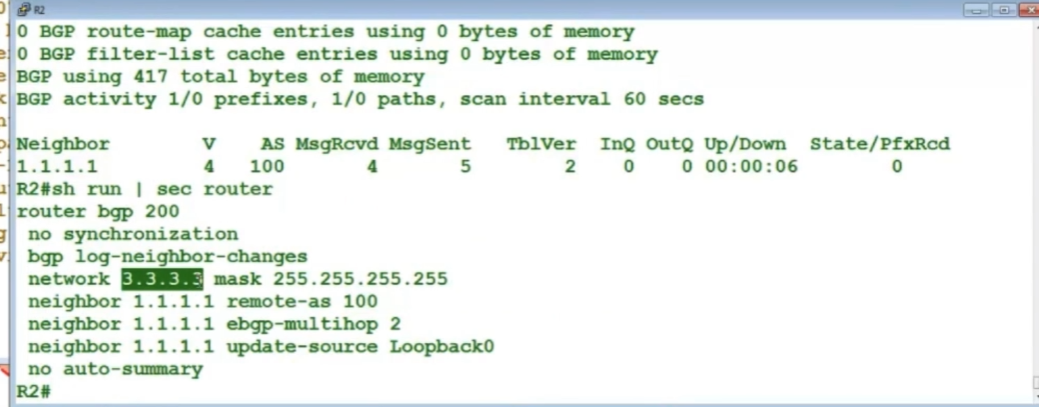 R2
0 BGP route-map cache entries using 0 bytes of memory
0 BGP filter-list cache entries using 0 bytes of memory
BGP using 417 total bytes of memory
BGP activity 1/0 prefixes, 1/0 paths, scan interval 60 secs
Neighbor V AS MsgRcvd MsgSent TblVer InQ OutQ Up/Down State/PfxRcd
1.1.1.1 4 100 4 5 2 0 0 00:00:06 0
R2#sh run | sec router
router bgp 200
no synchronization
bgp log-neighbor-changes
network 3.3.3.3 mask 255.255.255.255
neighbor 1.1.1.1 remote-as 100
neighbor 1.1.1.1 ebgp-multihop 2
neighbor 1.1.1.1 update-source Loopback0
no auto-summary
R2#